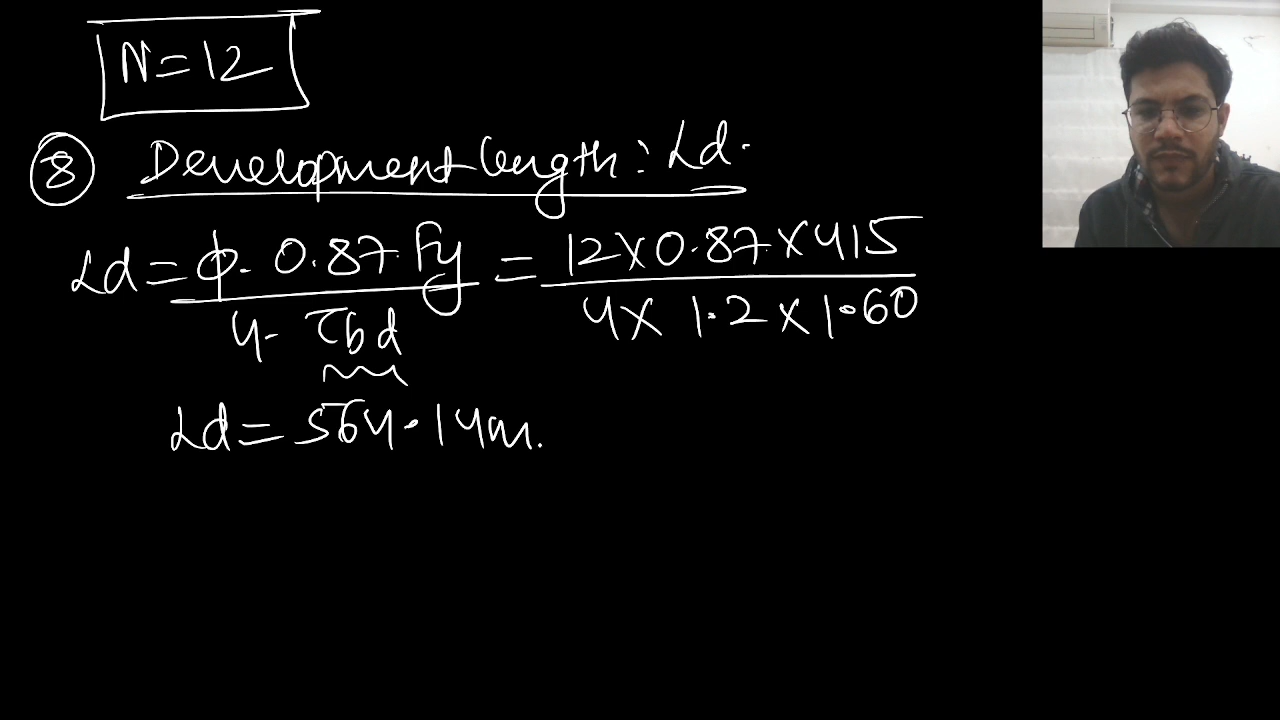 N=12
⑧ Development length: Ld.
Ld = ϕ. 0.87 Fy / 4. τbd = 12 X 0.87 X 415 / 4 X 1.2 X 1.60
Ld = 564.14m.